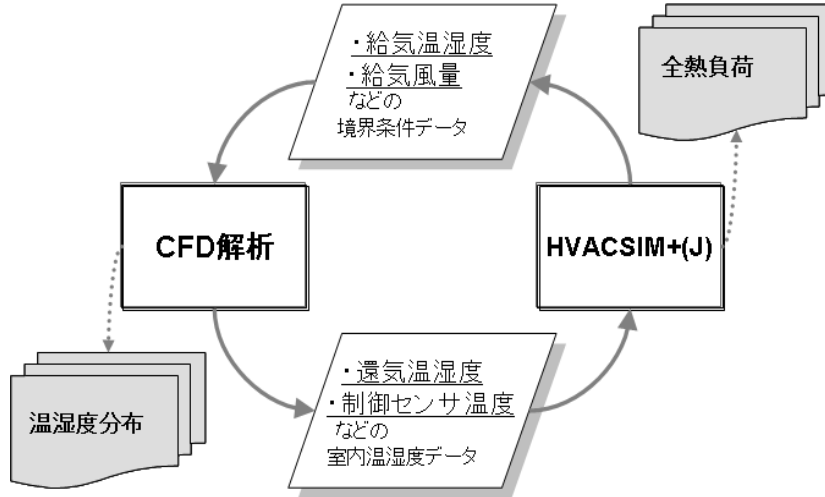 ・給気温湿度
・給気風量
などの
境界条件データ
全熱負荷
CFD解析
HVACSIM+(J)
・還気温湿度
・制御センサ温度
などの
室内温湿度データ
温湿度分布